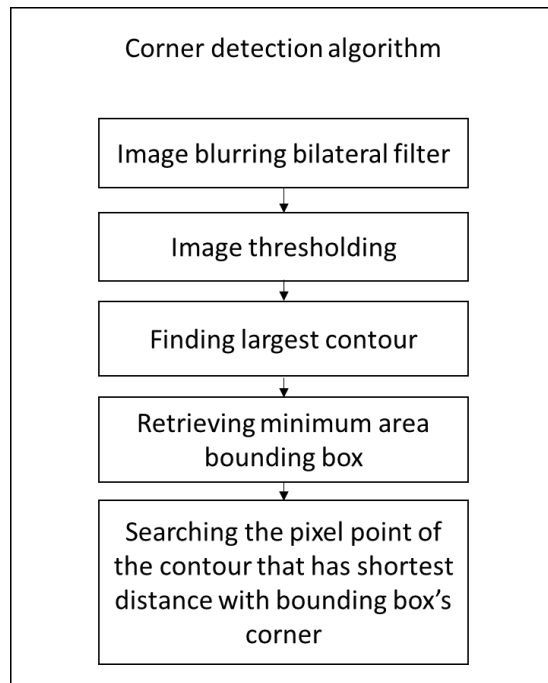 Corner detection algorithm
Image blurring bilateral filter
Image thresholding
Finding largest contour
Retrieving minimum area
bounding box
Searching the pixel point of
the contour that has shortest
distance with bounding box’s
corner